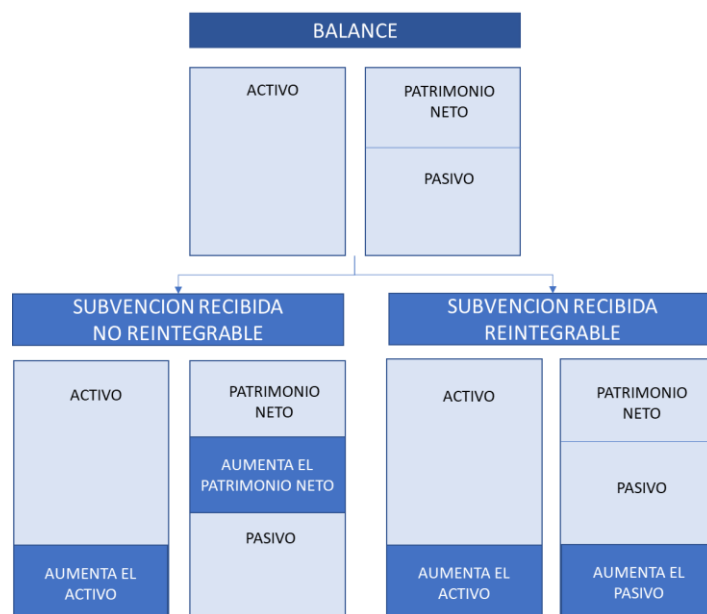 BALANCE
ACTIVO
PATRIMONIO
NETO
PASIVO
SUBVENCION RECIBIDA
NO REINTEGRABLE
ACTIVO
AUMENTA EL
ACTIVO
PATRIMONIO
NETO
AUMENTA EL
PATRIMONIO NETO
PASIVO
SUBVENCION RECIBIDA
REINTEGRABLE
ACTIVO
AUMENTA EL
ACTIVO
PATRIMONIO
NETO
PASIVO
AUMENTA EL
PASIVO